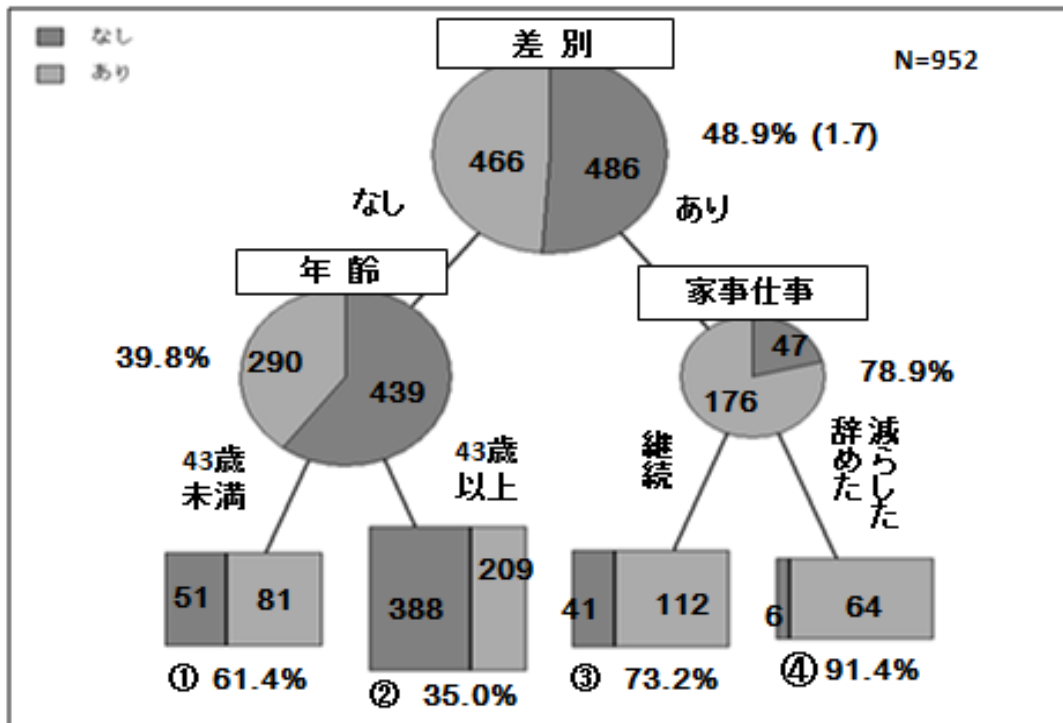 なし
あり
差 別
N=952
466
486
48.9% (1.7)
なし
あり
年 齢
家事仕事
39.8%
290
439
47
176
78.9%
43歳
未満
43歳
以上
継続
減らした
辞めた
51
81
388
209
41
112
6
64
① 61.4%
② 35.0%
③ 73.2%
④ 91.4%